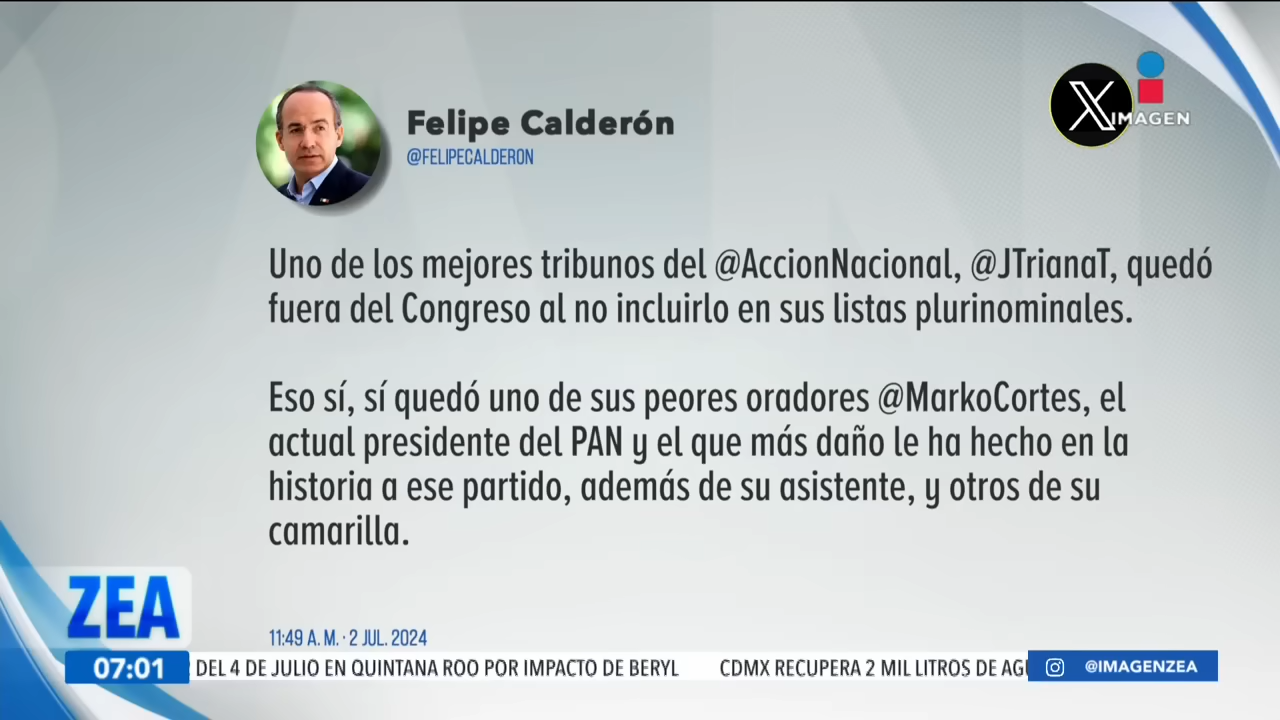 X
IMAGEN
Felipe Calderón
@FELIPECALDERON
Uno de los mejores tribunos del @AccionNacional, @JTrianaT, quedó
fuera del Congreso al no incluirlo en sus listas plurinominales.
Eso sí, sí quedó uno de sus peores oradores @MarkoCortes, el
actual presidente del PAN y el que más daño le ha hecho en la
historia a ese partido, además de su asistente, y otros de su
camarilla.
11:49 A. M. · 2 JUL. 2024
ZEA
07:01 DEL 4 DE JULIO EN QUINTANA ROO POR IMPACTO DE BERYL CDMX RECUPERA 2 MIL LITROS DE @IMAGENZEA